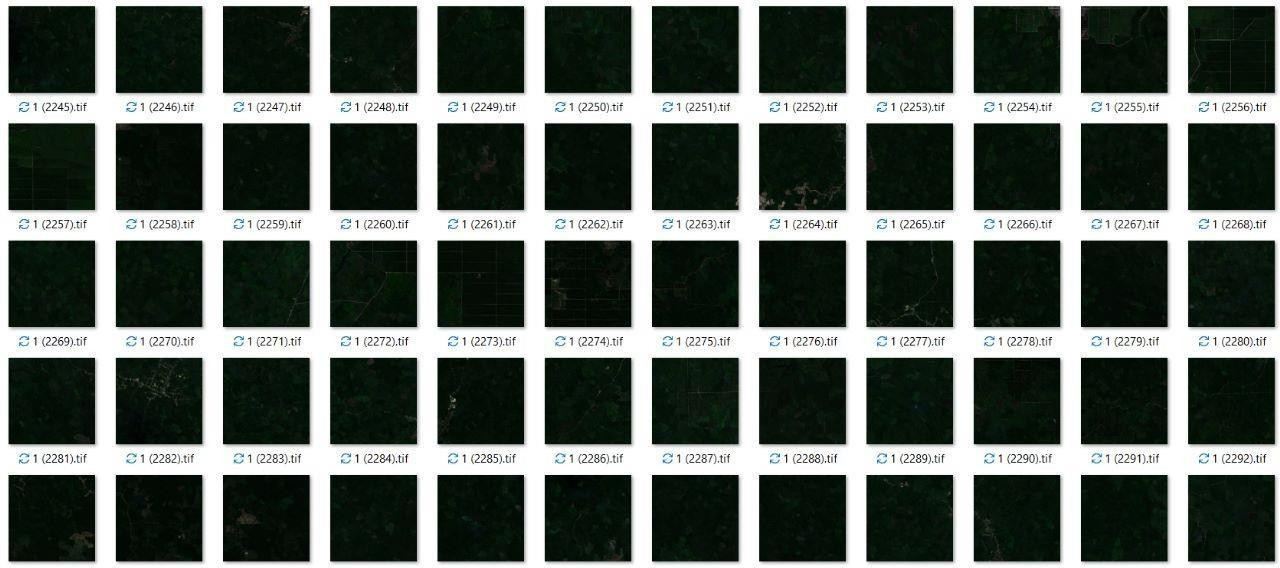 1 (2245).tif 1 (2246).tif 1 (2247).tif 1 (2248).tif 1 (2249).tif 1 (2250).tif 1 (2251).tif 1 (2252).tif 1 (2253).tif 1 (2254).tif 1 (2255).tif 1 (2256).tif
1 (2257).tif 1 (2258).tif 1 (2259).tif 1 (2260).tif 1 (2261).tif 1 (2262).tif 1 (2263).tif 1 (2264).tif 1 (2265).tif 1 (2266).tif 1 (2267).tif 1 (2268).tif
1 (2269).tif 1 (2270).tif 1 (2271).tif 1 (2272).tif 1 (2273).tif 1 (2274).tif 1 (2275).tif 1 (2276).tif 1 (2277).tif 1 (2278).tif 1 (2279).tif 1 (2280).tif
1 (2281).tif 1 (2282).tif 1 (2283).tif 1 (2284).tif 1 (2285).tif 1 (2286).tif 1 (2287).tif 1 (2288).tif 1 (2289).tif 1 (2290).tif 1 (2291).tif 1 (2292).tif